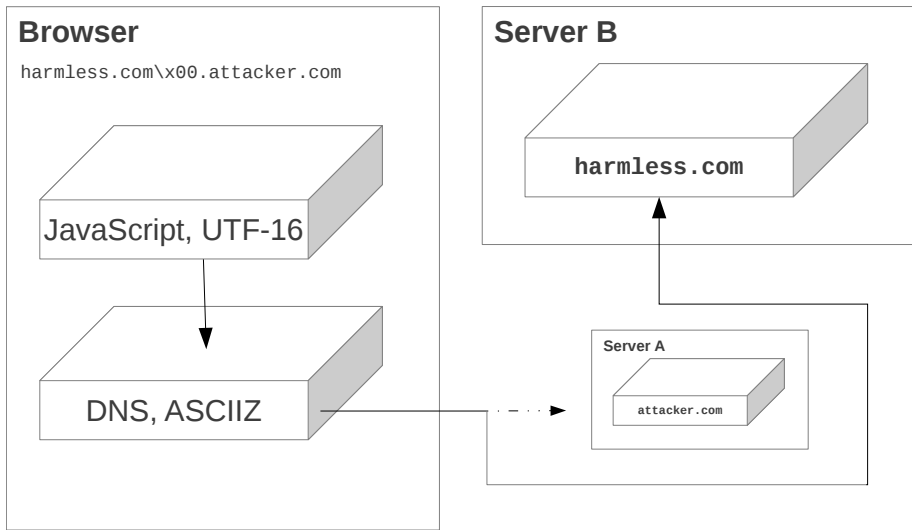 Browser
harmless.com\x00.attacker.com
JavaScript, UTF-16
DNS, ASCIIZ
Server B
harmless.com
Server A
attacker.com